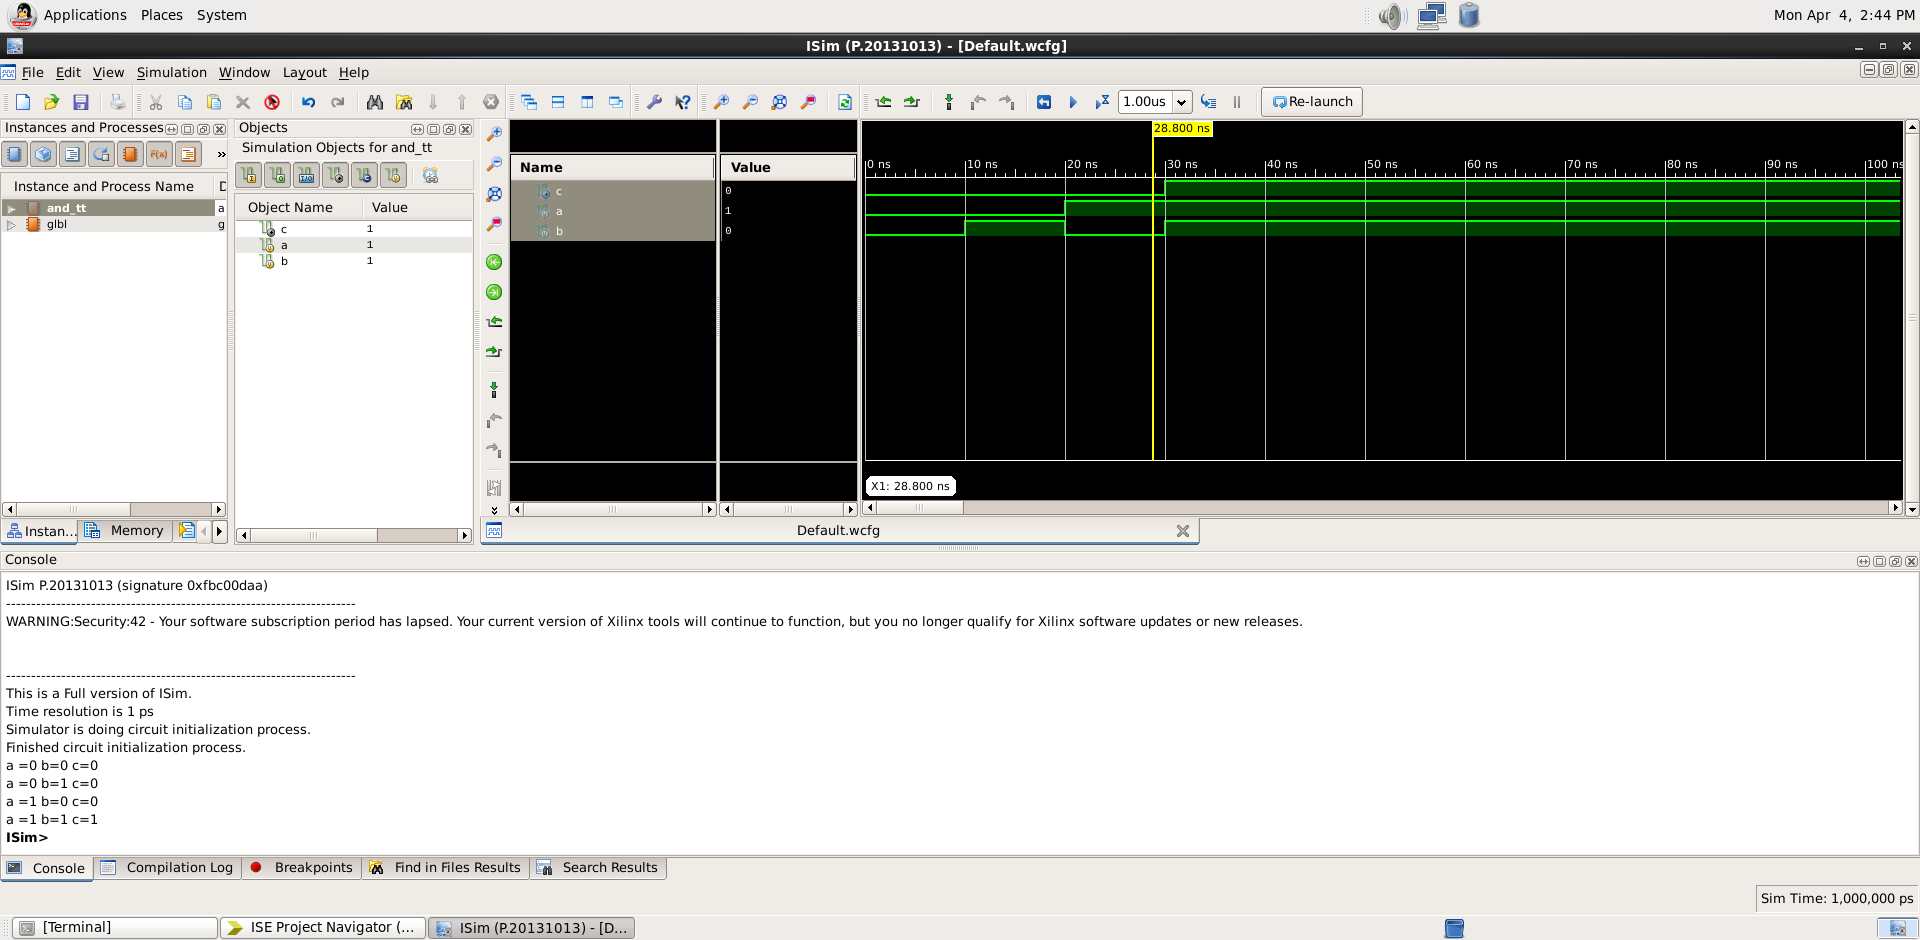 Applications Places System
Mon Apr 4, 2:44 PM
ISim (P.20131013) - [Default.wcfg]
File Edit View Simulation Window Layout Help
1.00us
Re-launch
Instances and Processes
Instance and Process Name D
and_tt a
glbl g
Instan...
Memory
Objects
Simulation Objects for and_tt
Object Name Value
c 1
a 1
b 1
Name Value
c 0
a 1
b 0
28.800 ns
0 ns 10 ns 20 ns 30 ns 40 ns 50 ns 60 ns 70 ns 80 ns 90 ns 100 ns
X1: 28.800 ns
Default.wcfg
Console
ISim P.20131013 (signature 0xfbc00daa)
----------------------------------------------------------------------
WARNING:Security:42 - Your software subscription period has lapsed. Your current version of Xilinx tools will continue to function, but you no longer qualify for Xilinx software updates or new releases.
----------------------------------------------------------------------
This is a Full version of ISim.
Time resolution is 1 ps
Simulator is doing circuit initialization process.
Finished circuit initialization process.
a =0 b=0 c=0
a =0 b=1 c=0
a =1 b=0 c=0
a =1 b=1 c=1
ISim>
Console Compilation Log Breakpoints Find in Files Results Search Results
Sim Time: 1,000,000 ps
[Terminal] ISE Project Navigator (... ISim (P.20131013) - [D...